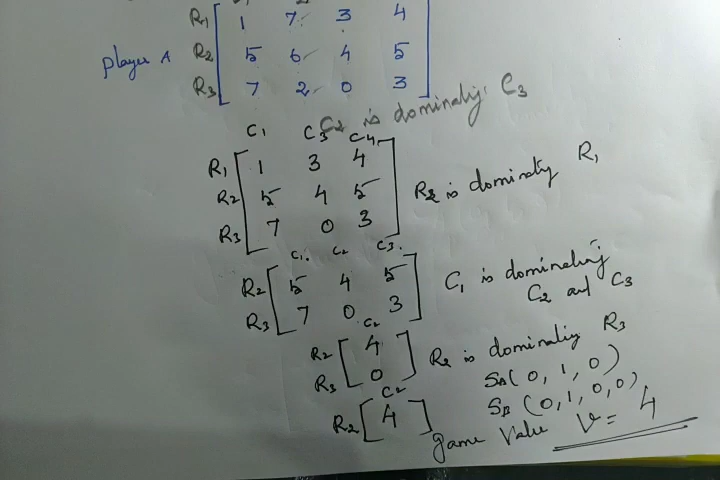 R1 1 7 3 4
player A R2 5 6 4 5
R3 7 2 0 3
C2 is dominatig C3
C1 C3 C4
R1 1 3 4
R2 5 4 5 R2 is dominatig R1
R3 7 0 3
C1 C2 C3
R2 5 4 5 C1 is dominating
R3 7 0 3 C2 and C3
C2
R2 4 R2 is dominatig R3
R3 0 SA(0, 1, 0)
C2 SB (0,1,0,0)
R2 4
game Value V = 4